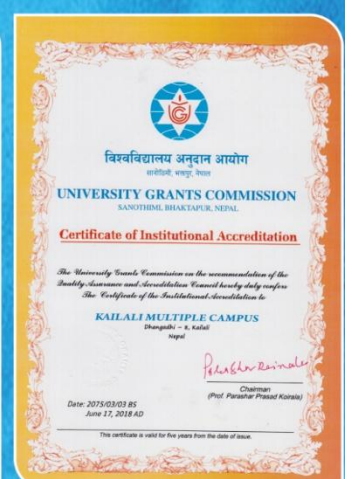 विश्वविद्यालय अनुदान आयोग
सानोठिमी, भक्तपुर, नेपाल
UNIVERSITY GRANTS COMMISSION
SANOTHIMI, BHAKTAPUR, NEPAL
Certificate of Institutional Accreditation
The University Grants Commission on the recommendation of the
Quality Assurance and Accreditation Council hereby duly confers
The Certificate of the Institutional Accreditation to
KAILALI MULTIPLE CAMPUS
Dhangadhi – 8, Kailali
Nepal
Chairman
(Prof. Parashar Prasad Koirala)
Date: 2075/03/03 BS
June 17, 2018 AD
This certificate is valid for five years from the date of issue.